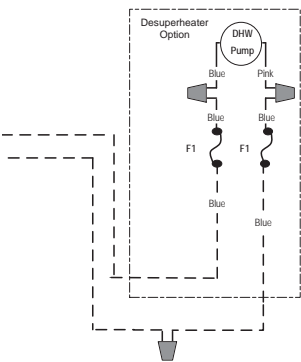 Desuperheater
Option
DHW
Pump
Blue
Pink
Blue
Blue
F1
F1
Blue
Blue